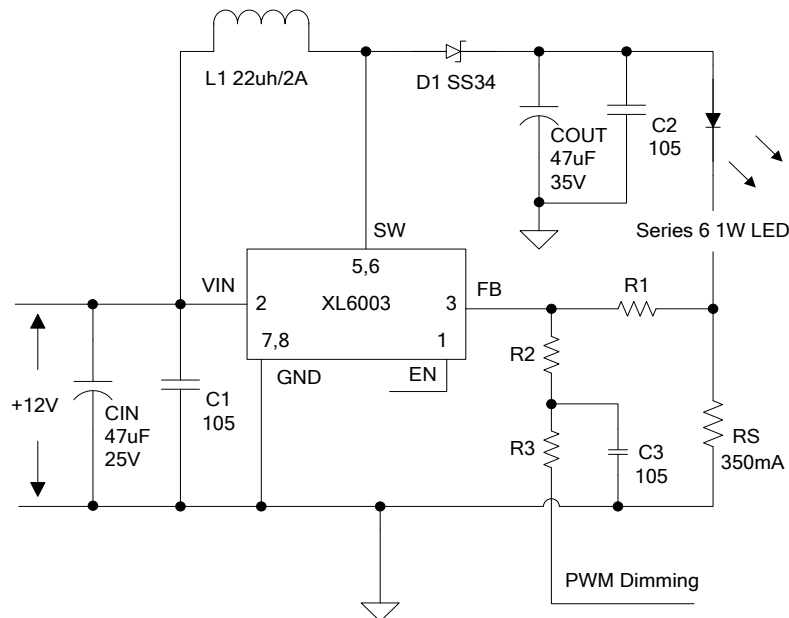 L1 22uh/2A
D1 SS34
COUT
47uF
35V
C2
105
Series 6 1W LED
SW
5,6
VIN
2
XL6003
3
FB
7,8
1
GND
EN
R1
R2
R3
C3
105
RS
350mA
+12V
CIN
47uF
25V
C1
105
PWM Dimming